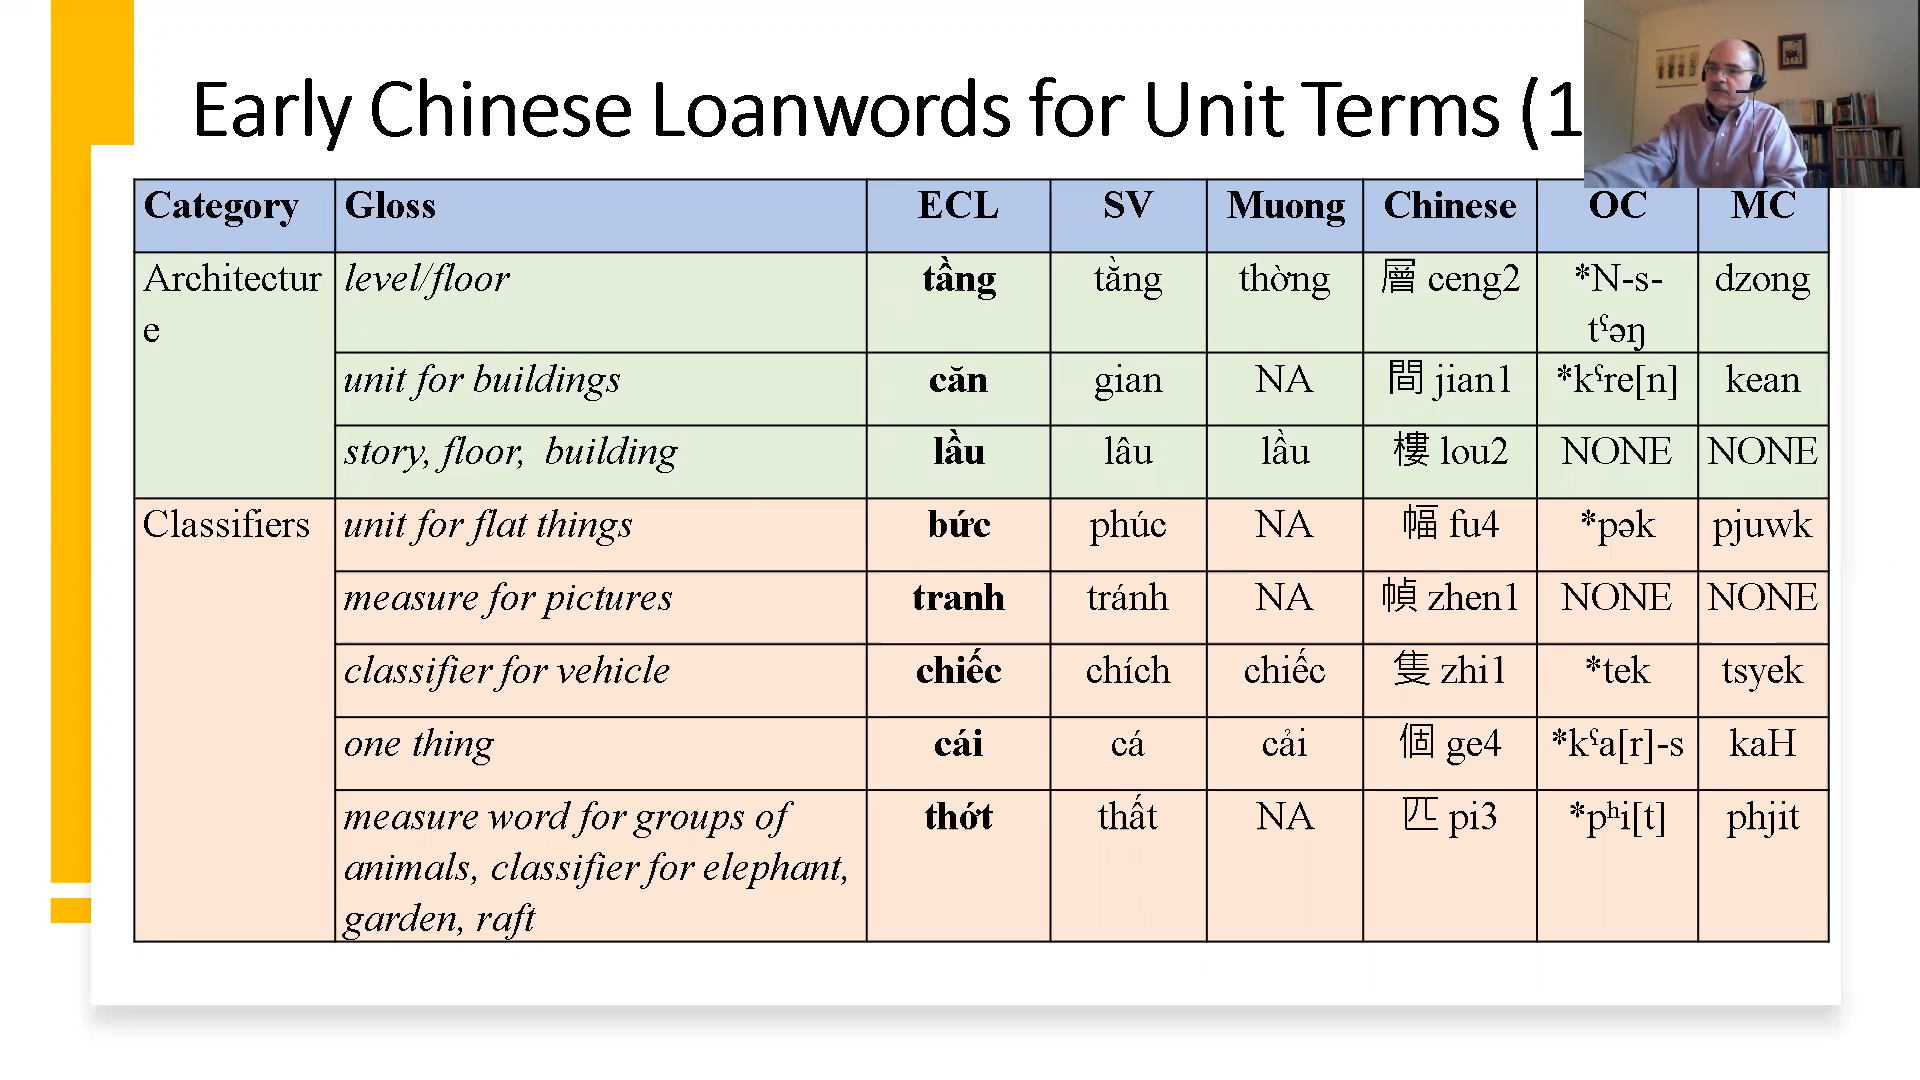 Early Chinese Loanwords for Unit Terms (1
Category Gloss ECL SV Muong Chinese OC MC
Architectur
e
level/floor tầng tằng thờng 層 ceng2 *N-s-
tˤəŋ
dzong
unit for buildings căn gian NA 間 jian1 *kˤre[n] kean
story, floor, building lầu lâu lầu 樓 lou2 NONE NONE
Classifiers unit for flat things bức phúc NA 幅 fu4 *pək pjuwk
measure for pictures tranh tránh NA 幀 zhen1 NONE NONE
classifier for vehicle chiếc chích chiếc 隻 zhi1 *tek tsyek
one thing cái cá cải 個 ge4 *kˤa[r]-s kaH
measure word for groups of
animals, classifier for elephant,
garden, raft
thớt thất NA 匹 pi3 *pʰi[t] phjit